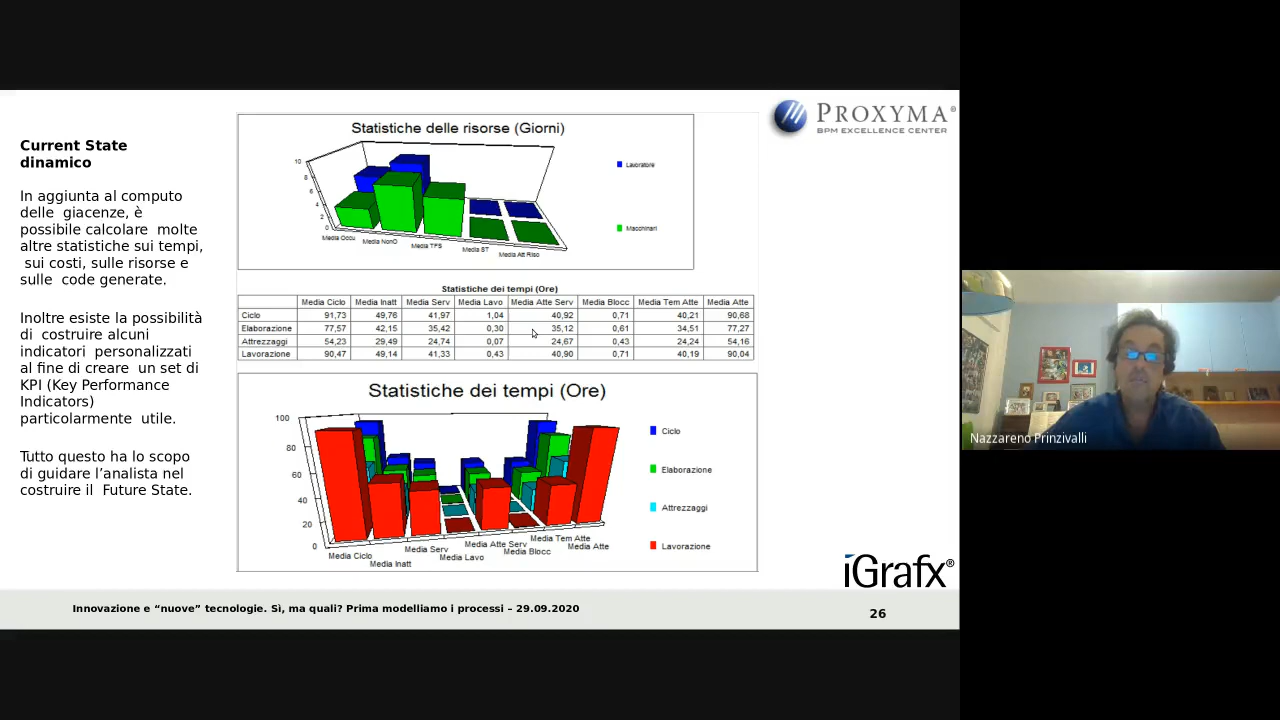 Current State
dinamico
In aggiunta al computo
delle giacenze, è
possibile calcolare molte
altre statistiche sui tempi,
sui costi, sulle risorse e
sulle code generate.
Inoltre esiste la possibilità
di costruire alcuni
indicatori personalizzati
al fine di creare un set di
KPI (Key Performance
Indicators)
particolarmente utile.
Tutto questo ha lo scopo
di guidare l’analista nel
costruire il Future State.
Statistiche delle risorse (Giorni)
10
8
6
4
2
0
Media Occu
Media NonO
Media TPS
Media ST
Media Att Riso
Lavoratore
Macchinari
Statistiche dei tempi (Ore)
Media Ciclo Media Inatt Media Serv Media Lavo Media Atte Serv Media Blocc Media Tem Atte Media Atte
Ciclo 91,73 49,76 41,97 1,04 40,92 0,71 40,21 90,68
Elaborazione 77,57 42,15 35,42 0,30 35,12 0,61 34,51 77,27
Attrezzaggi 54,23 29,49 24,74 0,07 24,67 0,43 24,24 54,16
Lavorazione 90,47 49,14 41,33 0,43 40,90 0,71 40,19 90,04
Statistiche dei tempi (Ore)
100
80
60
40
20
0
Media Ciclo
Media Inatt
Media Serv
Media Lavo
Media Atte Serv
Media Blocc
Media Tem Atte
Media Atte
Ciclo
Elaborazione
Attrezzaggi
Lavorazione
PROXYMA®
BPM EXCELLENCE CENTER
iGrafx®
Innovazione e “nuove” tecnologie. Sì, ma quali? Prima modelliamo i processi – 29.09.2020
26
Nazzareno Prinzivalli